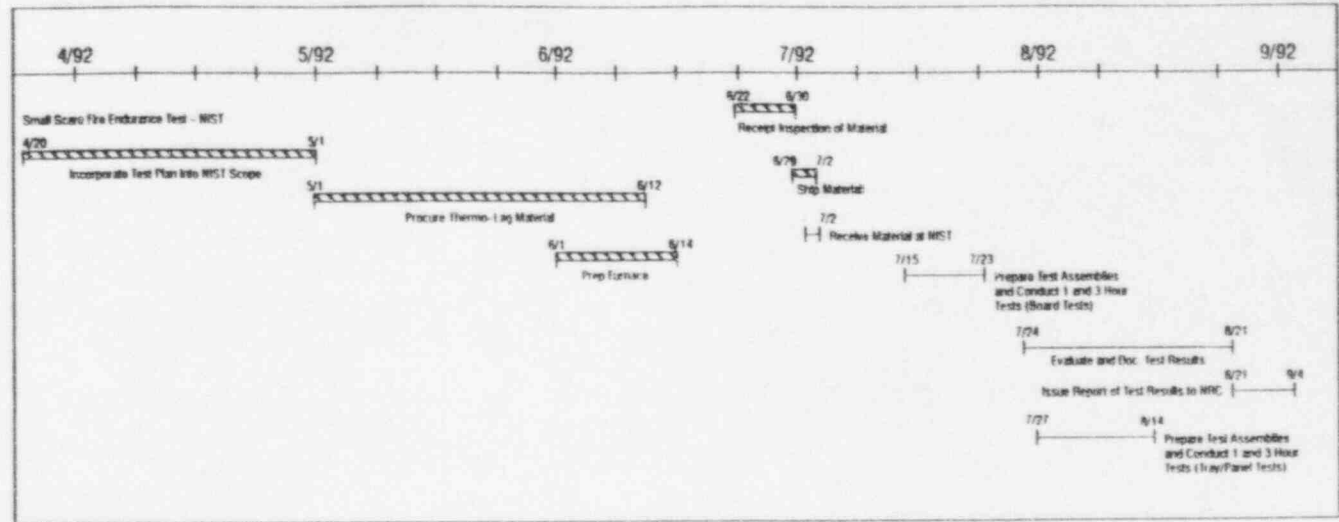 4/92 5/92 6/92 7/92 8/92 9/92
6/22 6/30
Receipt Inspection of Material
Small Scare Fire Endurance Test - NIST
4/20 5/1
Incorporate Test Plan Into NIST Scope
6/29 7/2
Ship Material
5/1 6/12
Procure Thermo-Lag Material
7/2
Receive Material at NIST
6/1 6/14
Prep Furnace
7/15 7/23
Prepare Test Assemblies
and Conduct 1 and 3 Hour
Tests (Board Tests)
7/24 8/21
Evaluate and Doc. Test Results
8/21 9/4
Issue Report of Test Results to NRC
7/27 8/14
Prepare Test Assemblies
and Conduct 1 and 3 Hour
Tests (Tray/Panel Tests)